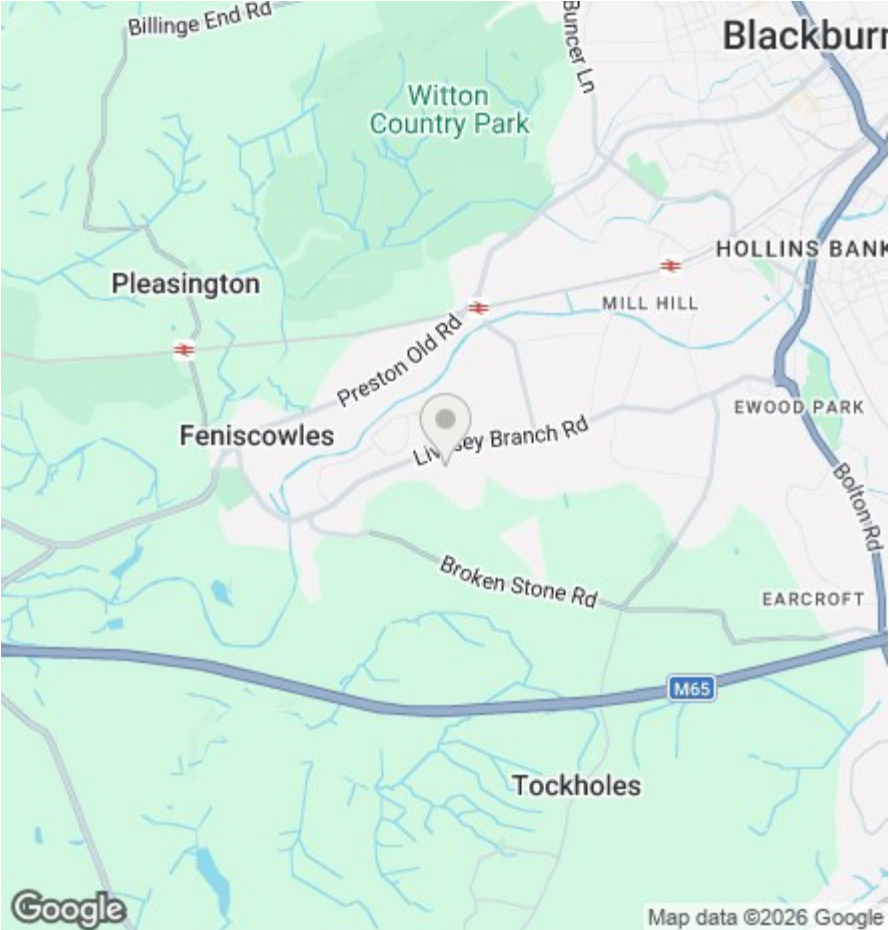 Billinge End Rd
Buncer Ln
Blackburn
Witton
Country Park
HOLLINS BANK
Pleasington
MILL HILL
Preston Old Rd
EWOOD PARK
Feniscowles
Livesey Branch Rd
Bolton Rd
Broken Stone Rd
EARCROFT
M65
Tockholes
Google
Map data ©2026 Google